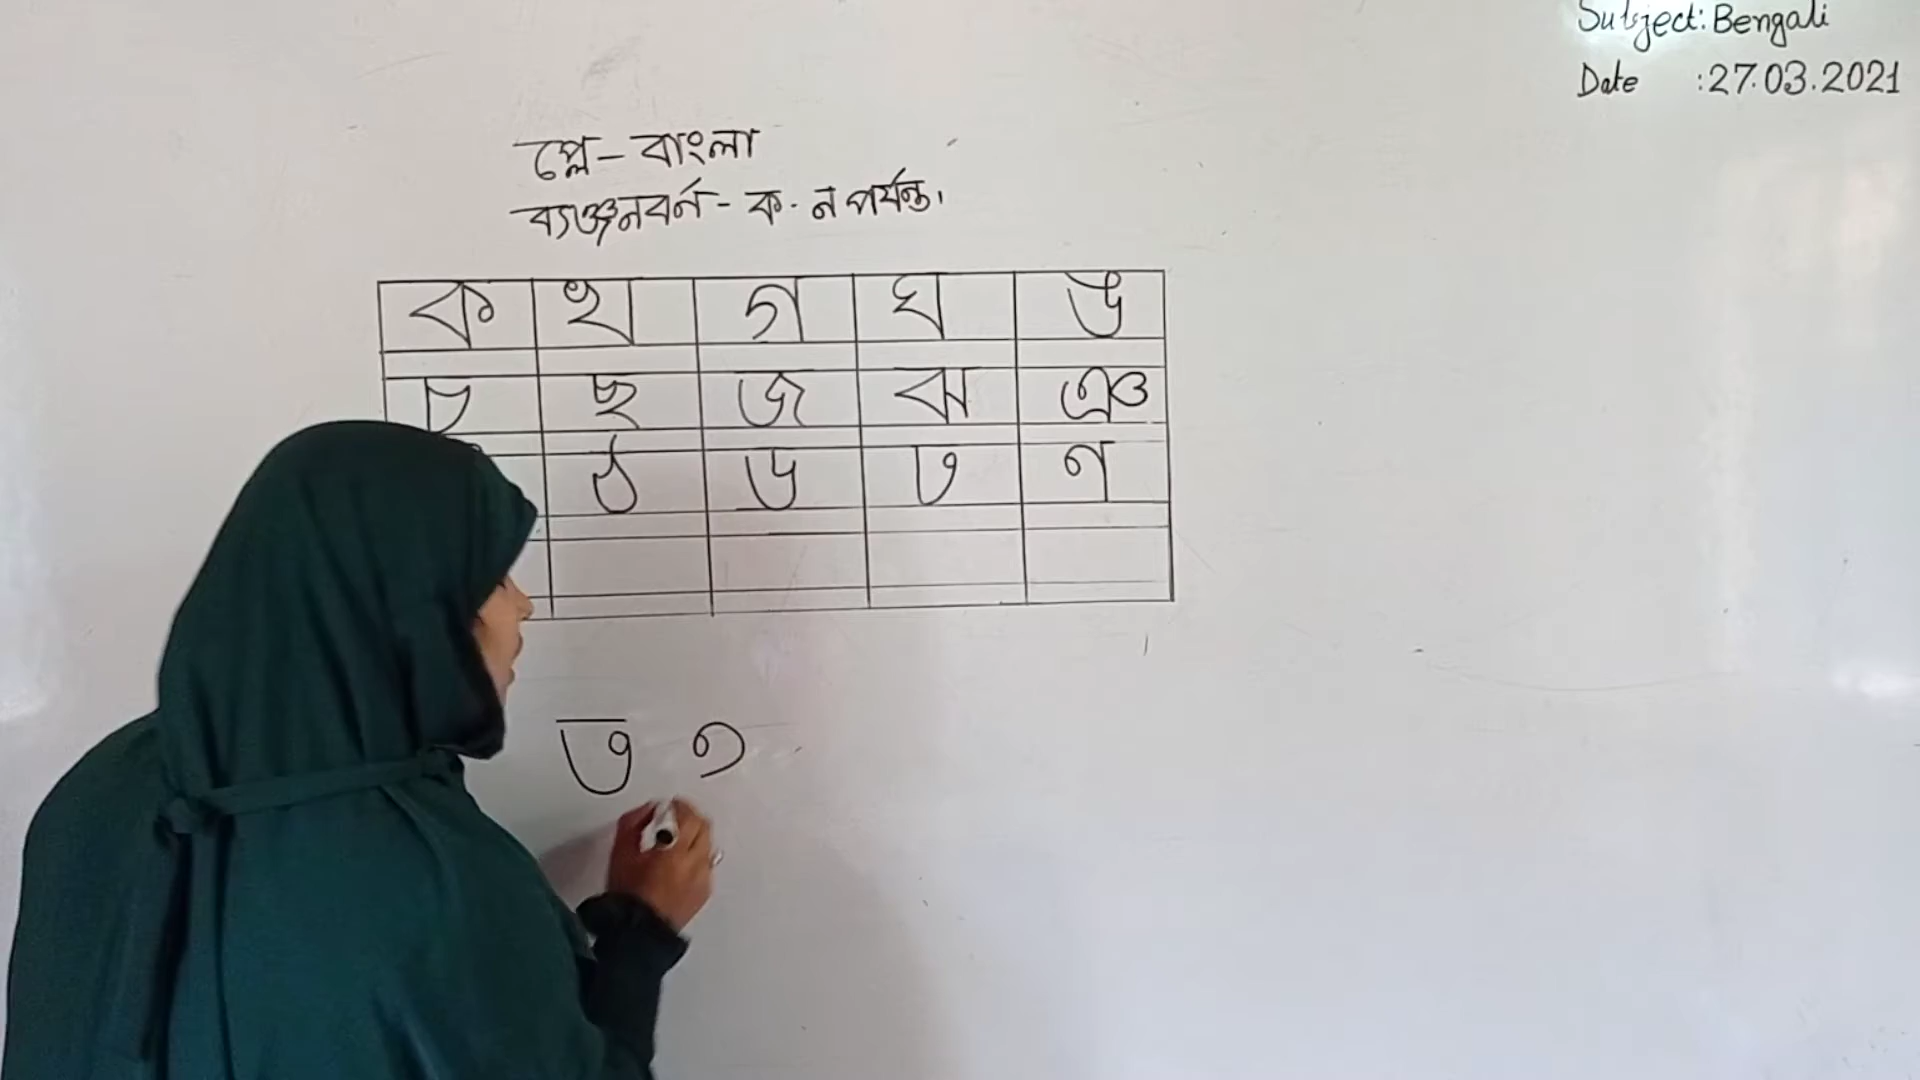 Subject: Bengali
Date : 27.03.2021
প্লে - বাংলা
ব্যঞ্জনবর্ন - ক - ন পর্যন্ত।
ক খ গ ঘ ঙ
চ ছ জ ঝ ঞ
ঠ ড ঢ ণ